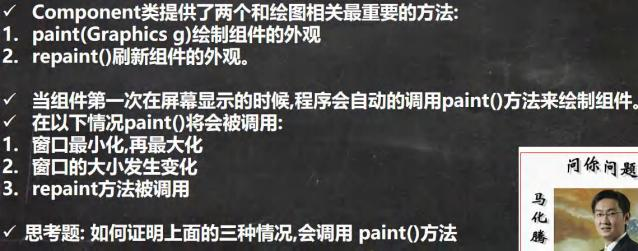 ✓ Component类提供了两个和绘图相关最重要的方法:
1. paint(Graphics g)绘制组件的外观
2. repaint()刷新组件的外观。
✓ 当组件第一次在屏幕显示的时候,程序会自动的调用paint()方法来绘制组件。
✓ 在以下情况paint()将会被调用:
1. 窗口最小化,再最大化
2. 窗口的大小发生变化
3. repaint方法被调用
✓ 思考题: 如何证明上面的三种情况,会调用 paint()方法
问你问题
马化腾